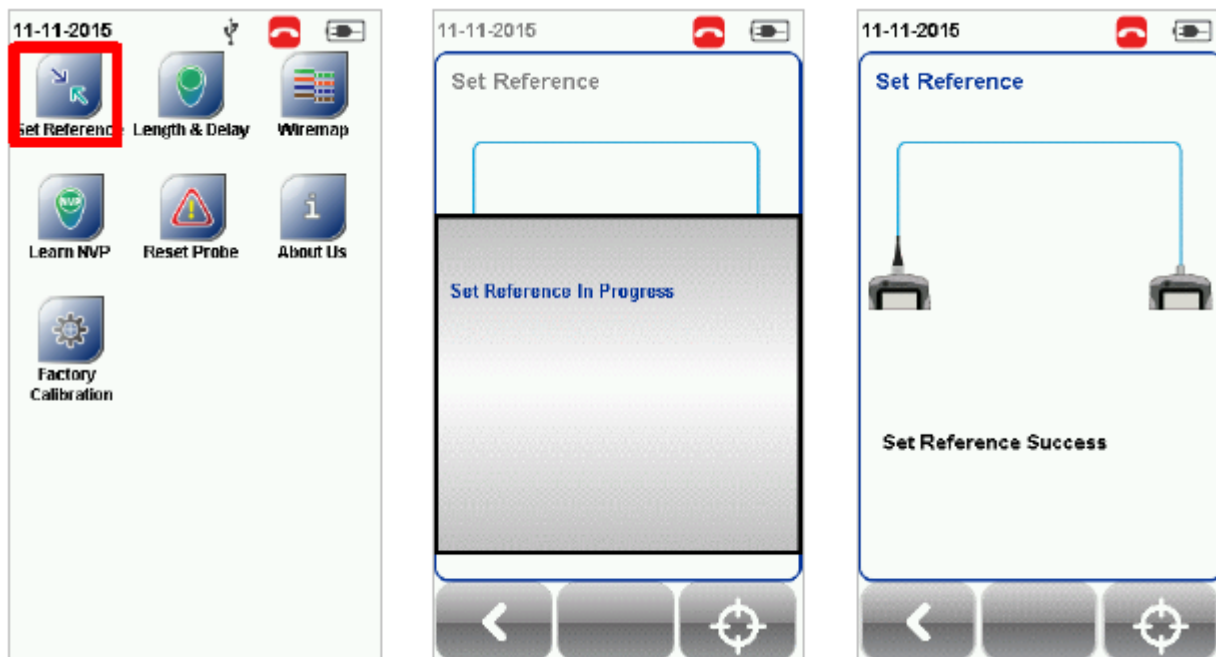 11-11-2015
Set Reference
Length & Delay
Wiremap
NVP
Learn NVP
Reset Probe
i
About Us
Factory
Calibration
11-11-2015
Set Reference
Set Reference In Progress
11-11-2015
Set Reference
Set Reference Success